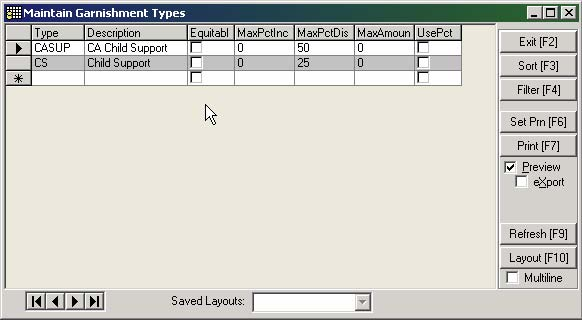 Maintain Garnishment Types
Type Description Equitabl MaxPctInc MaxPctDis MaxAmoun UsePct
CASUP CA Child Support 0 50 0
CS Child Support 0 25 0
Exit [F2]
Sort [F3]
Filter [F4]
Set Prn [F6]
Print [F7]
Preview
eXport
Refresh [F9]
Layout [F10]
Multiline
Saved Layouts: